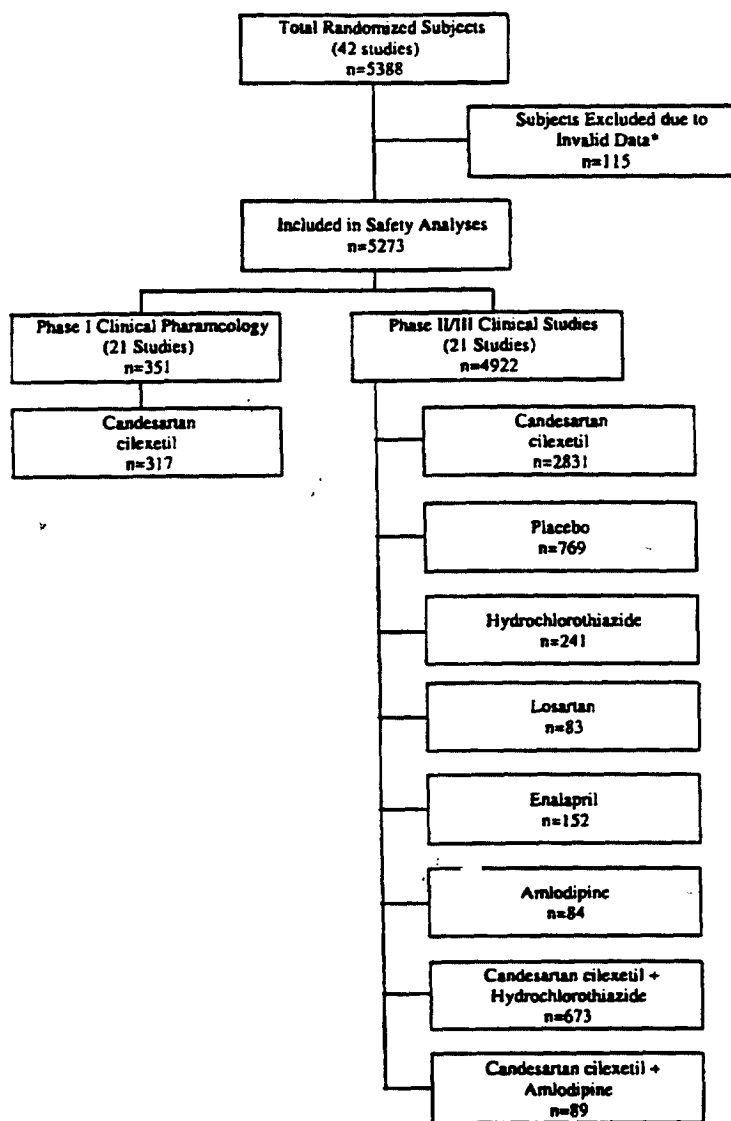 Total Randomized Subjects
(42 studies)
n=5388
Subjects Excluded due to
Invalid Data*
n=115
Included in Safety Analyses
n=5273
Phase I Clinical Pharamcology
(21 Studies)
n=351
Phase II/III Clinical Studies
(21 Studies)
n=4922
Candesartan
cilexetil
n=317
Candesartan
cilexetil
n=2831
Placebo
n=769
Hydrochlorothiazide
n=241
Losartan
n=83
Enalapril
n=152
Amlodipine
n=84
Candesartan cilexetil +
Hydrochlorothiazide
n=673
Candesartan cilexetil +
Amlodipine
n=89